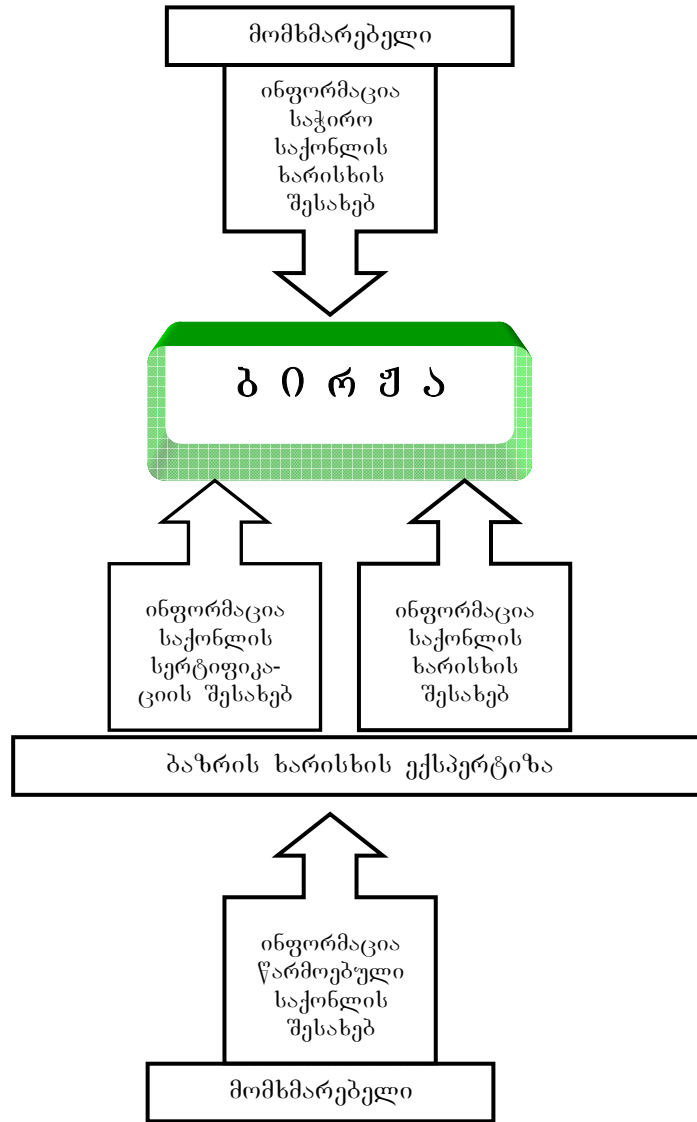 მომხმარებელი
ინფორმაცია
საჭირო
საქონლის
ხარისხის
შესახებ
ბ ი რ ჟ ა
ინფორმაცია
საქონლის
სერტიფიკა-
ციის შესახებ
ინფორმაცია
საქონლის
ხარისხის
შესახებ
ბაზრის ხარისხის ექსპერტიზა
ინფორმაცია
წარმოებული
საქონლის
შესახებ
მომხმარებელი